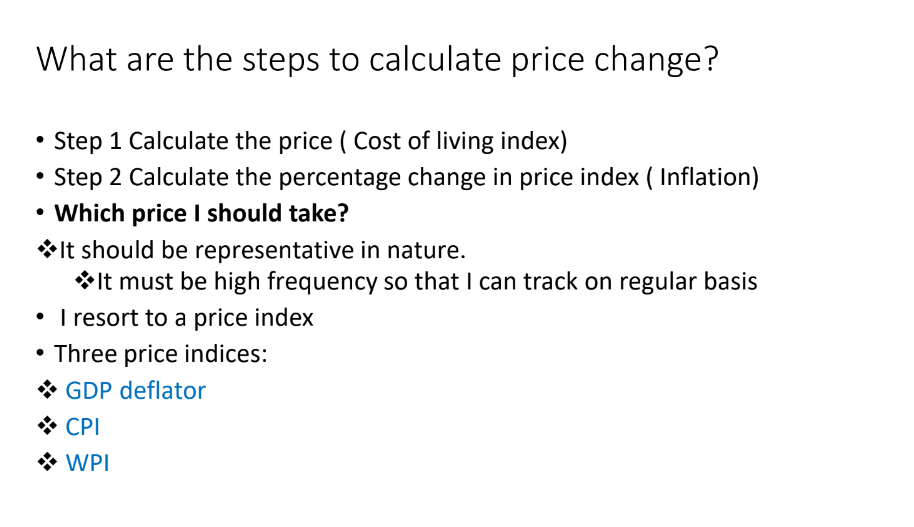 What are the steps to calculate price change?
• Step 1 Calculate the price ( Cost of living index)
• Step 2 Calculate the percentage change in price index ( Inflation)
• Which price I should take?
❖It should be representative in nature.
❖It must be high frequency so that I can track on regular basis
• I resort to a price index
• Three price indices:
❖ GDP deflator
❖ CPI
❖ WPI